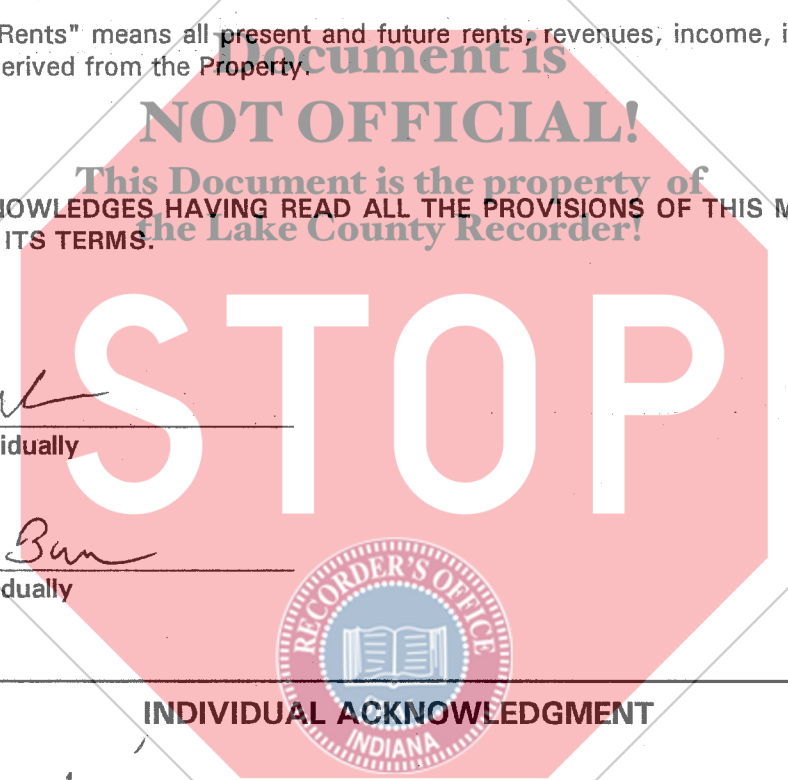 Rents" means all present and future rents, revenues, income, i
erived from the Property.
Document is
NOT OFFICIAL!
This Document is the property of
the Lake County Recorder!
NOWLEDGES HAVING READ ALL THE PROVISIONS OF THIS M
ITS TERMS.
STOP
idually
dually
RECORDER'S OFFICE
INDIANA
INDIVIDUAL ACKNOWLEDGMENT